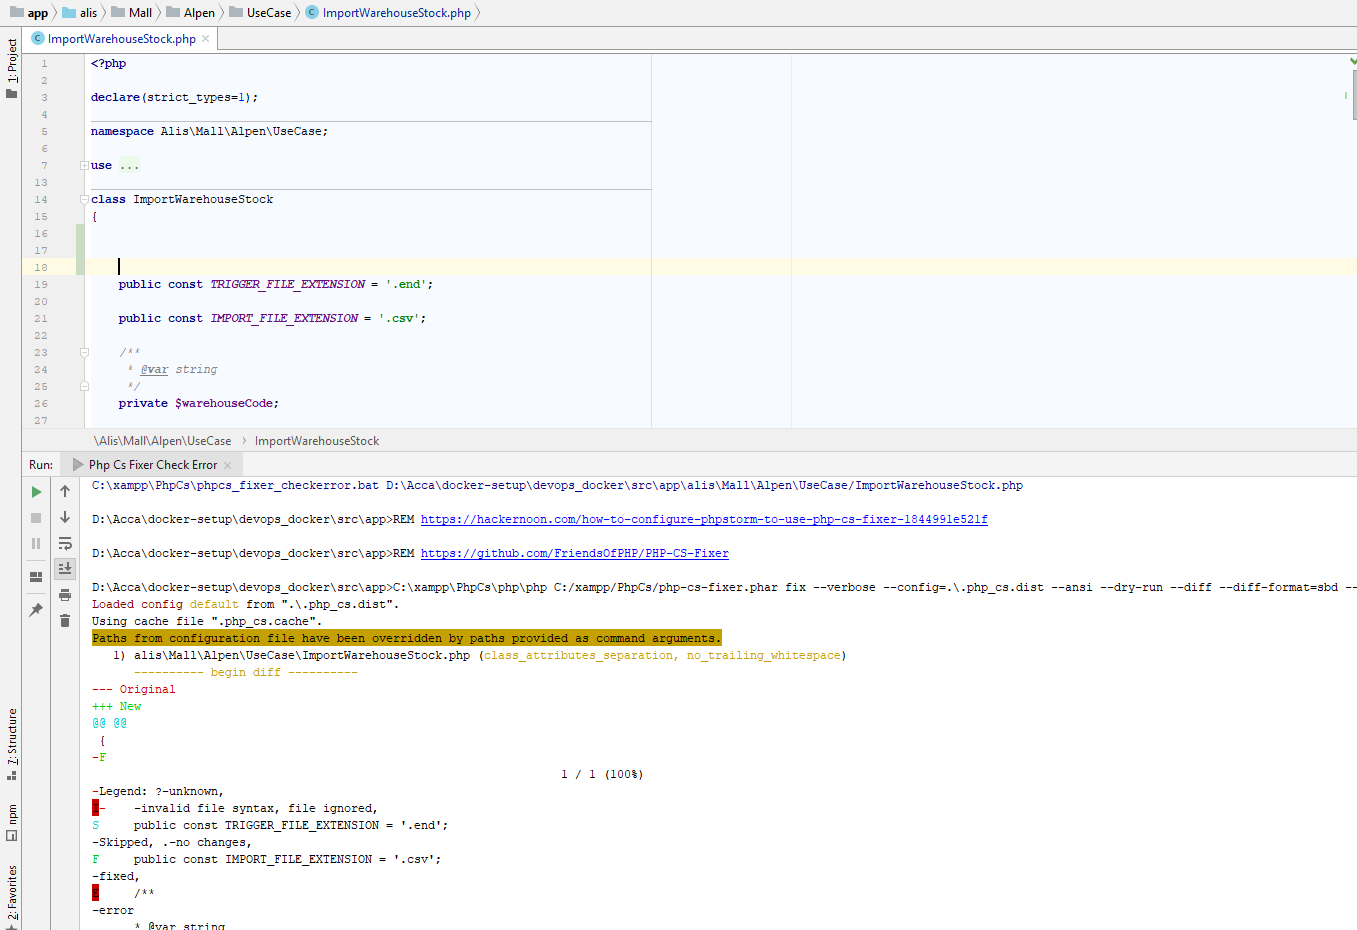 app alis Mall Alpen UseCase ImportWarehouseStock.php
ImportWarehouseStock.php
1: Project
1 <?php
2
3 declare(strict_types=1);
4
5 namespace Alis\Mall\Alpen\UseCase;
6
7 use ...
13
14 class ImportWarehouseStock
15 {
16
17
18
19 public const TRIGGER_FILE_EXTENSION = '.end';
20
21 public const IMPORT_FILE_EXTENSION = '.csv';
22
23 /**
24 * @var string
25 */
26 private $warehouseCode;
27
\Alis\Mall\Alpen\UseCase › ImportWarehouseStock
Run: Php Cs Fixer Check Error
C:\xampp\PhpCs\phpcs_fixer_checkerror.bat D:\Acca\docker-setup\devops_docker\src\app\alis\Mall\Alpen\UseCase/ImportWarehouseStock.php
D:\Acca\docker-setup\devops_docker\src\app>REM https://hackernoon.com/how-to-configure-phpstorm-to-use-php-cs-fixer-1844991e521f
D:\Acca\docker-setup\devops_docker\src\app>REM https://github.com/FriendsOfPHP/PHP-CS-Fixer
D:\Acca\docker-setup\devops_docker\src\app>C:\xampp\PhpCs\php\php C:/xampp/PhpCs/php-cs-fixer.phar fix --verbose --config=.\.php_cs.dist --ansi --dry-run --diff --diff-format=sbd --
Loaded config default from ".\.php_cs.dist".
Using cache file ".php_cs.cache".
Paths from configuration file have been overridden by paths provided as command arguments.
1) alis\Mall\Alpen\UseCase\ImportWarehouseStock.php (class_attributes_separation, no_trailing_whitespace)
---------- begin diff ----------
--- Original
+++ New
@@ @@
{
-F
1 / 1 (100%)
-Legend: ?-unknown,
I- -invalid file syntax, file ignored,
S public const TRIGGER_FILE_EXTENSION = '.end';
-Skipped, .-no changes,
F public const IMPORT_FILE_EXTENSION = '.csv';
-fixed,
E /**
-error
* @var string
7: Structure
npm
2: Favorites